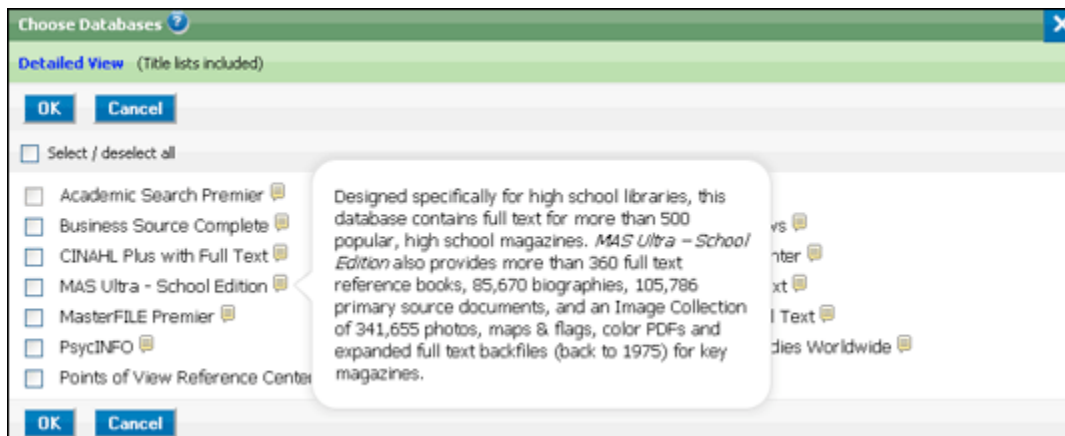 Choose Databases ?
Detailed View (Title lists included)
OK Cancel
Select / deselect all
Academic Search Premier
Business Source Complete
CINAHL Plus with Full Text
MAS Ultra - School Edition
MasterFILE Premier
PsycINFO
Points of View Reference Center
Designed specifically for high school libraries, this
database contains full text for more than 500
popular, high school magazines. MAS Ultra – School
Edition also provides more than 360 full text
reference books, 85,670 biographies, 105,786
primary source documents, and an Image Collection
of 341,655 photos, maps & flags, color PDFs and
expanded full text backfiles (back to 1975) for key
magazines.
Text
Worldwide
OK Cancel